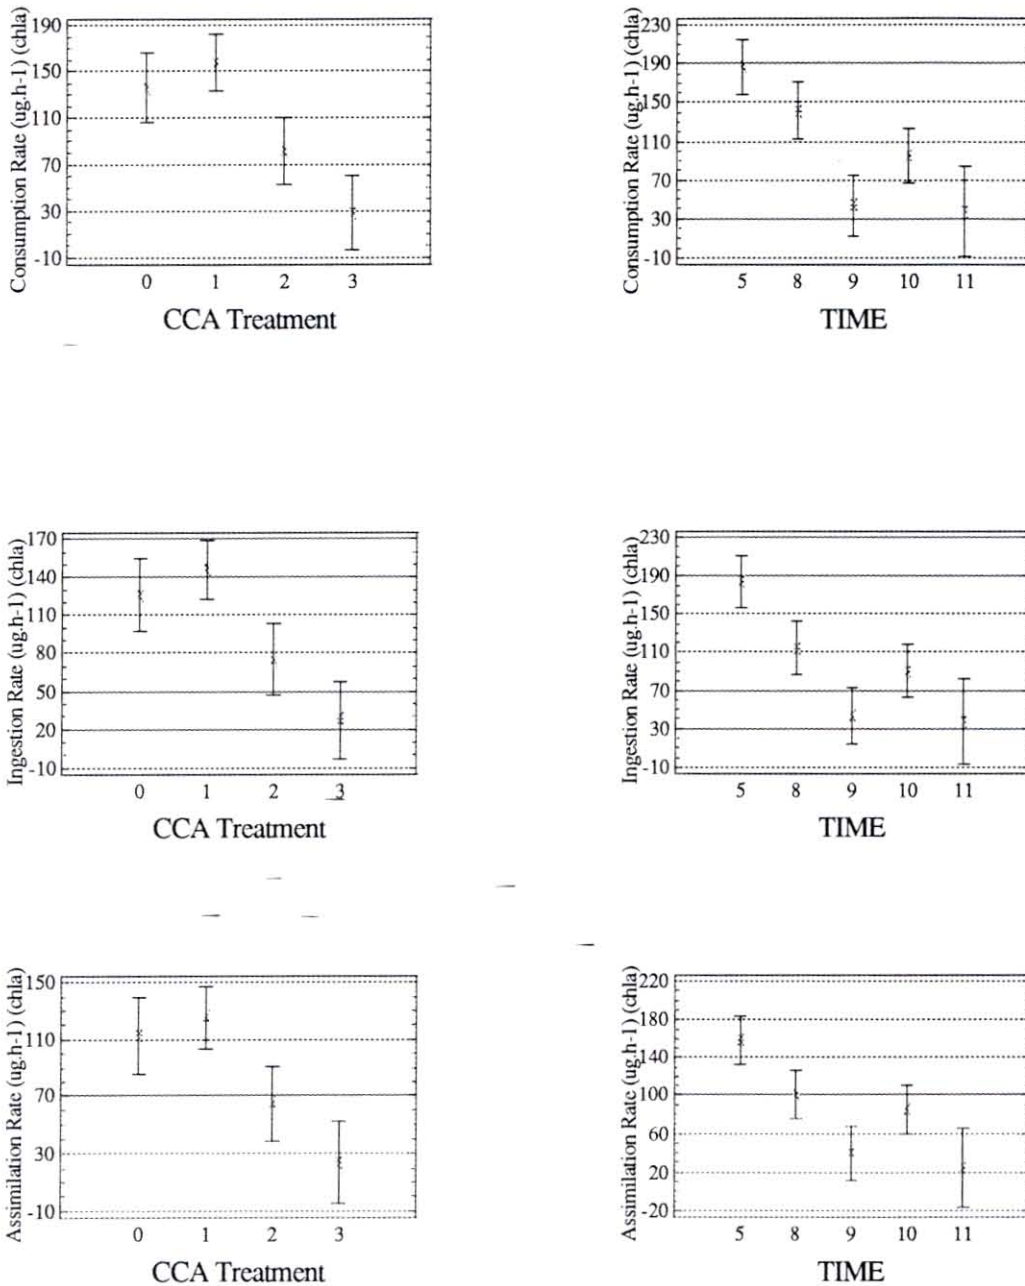 Consumption Rate (ug.h-1) (chla)
190
150
110
70
30
-10
0 1 2 3
CCA Treatment
Consumption Rate (ug.h-1) (chla)
230
190
150
110
70
30
-10
5 8 9 10 11
TIME
Ingestion Rate (ug.h-1) (chla)
170
140
110
80
50
20
-10
0 1 2 3
CCA Treatment
Ingestion Rate (ug.h-1) (chla)
230
190
150
110
70
30
-10
5 8 9 10 11
TIME
Assimilation Rate (ug.h-1) (chla)
150
110
70
30
-10
0 1 2 3
CCA Treatment
Assimilation Rate (ug.h-1) (chla)
220
180
140
100
60
20
-20
5 8 9 10 11
TIME